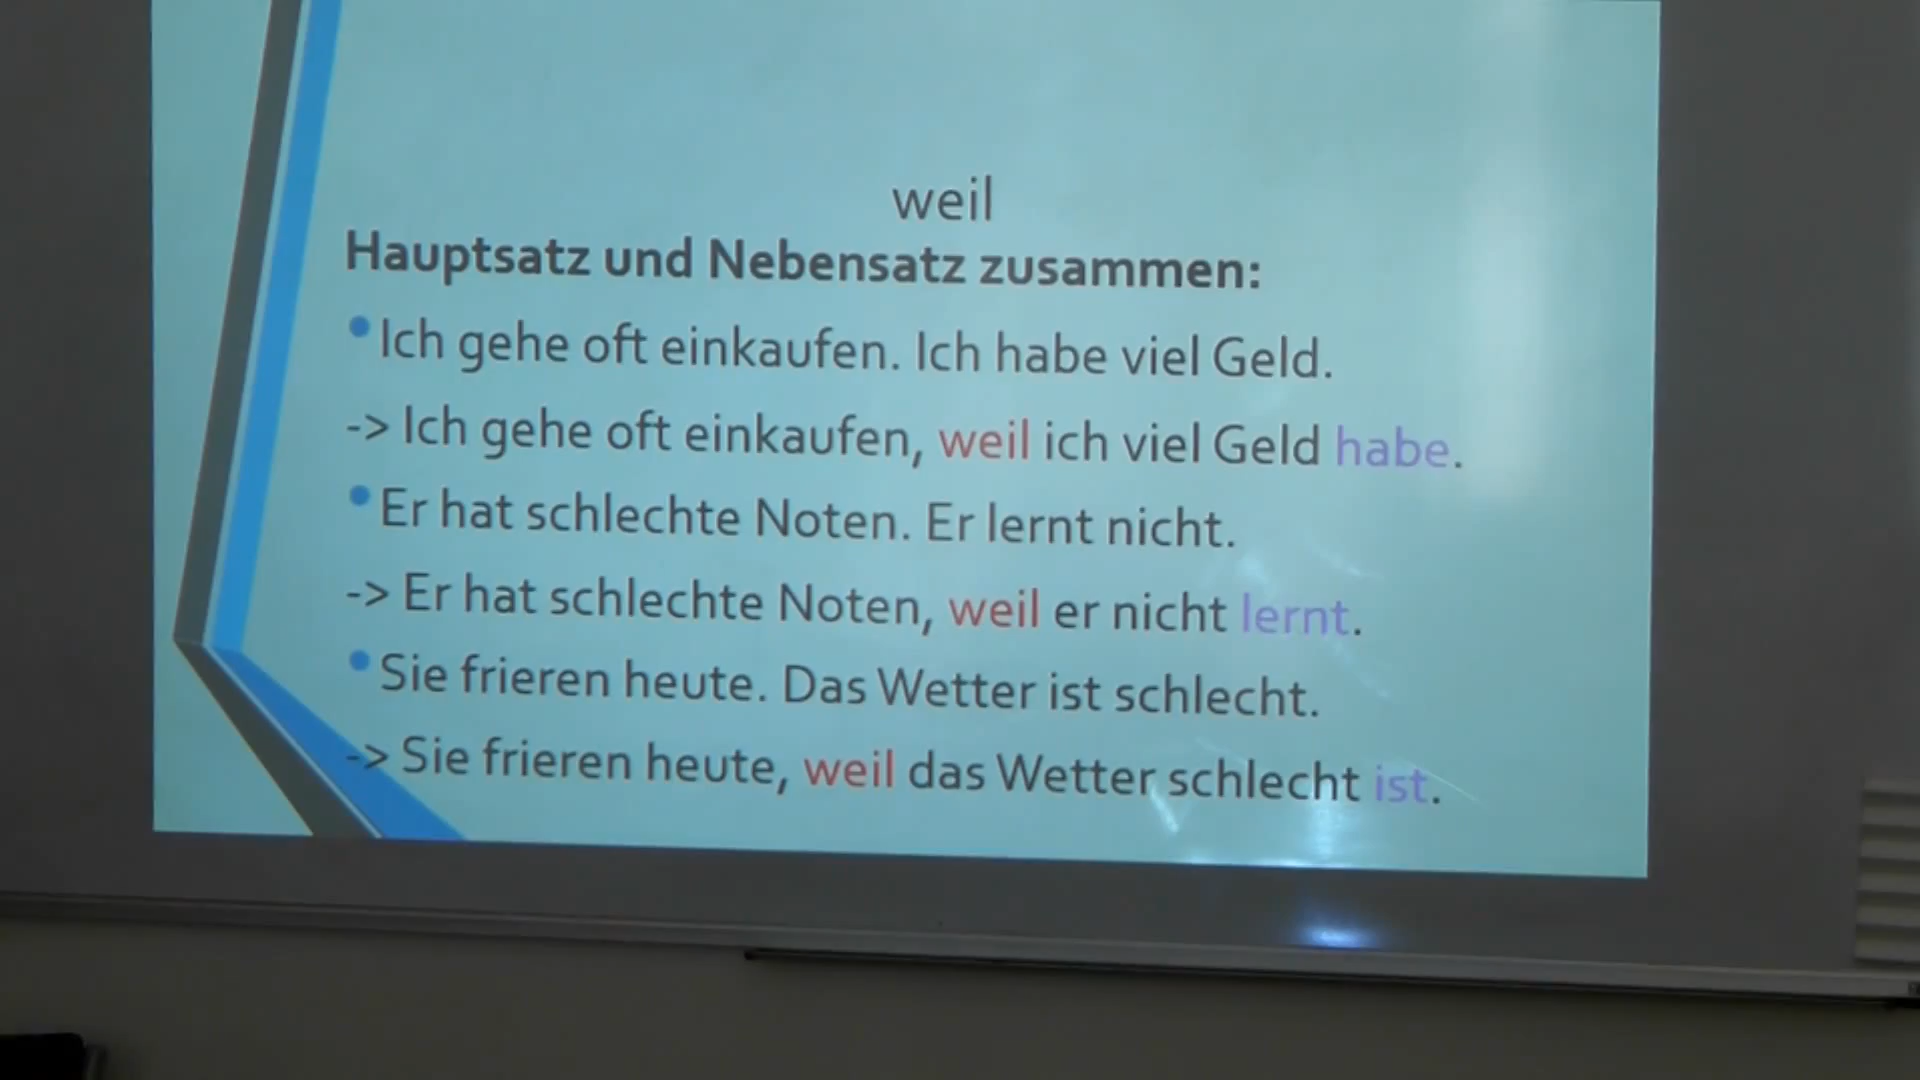 weil
Hauptsatz und Nebensatz zusammen:
•Ich gehe oft einkaufen. Ich habe viel Geld.
-> Ich gehe oft einkaufen, weil ich viel Geld habe.
•Er hat schlechte Noten. Er lernt nicht.
-> Er hat schlechte Noten, weil er nicht lernt.
•Sie frieren heute. Das Wetter ist schlecht.
-> Sie frieren heute, weil das Wetter schlecht ist.